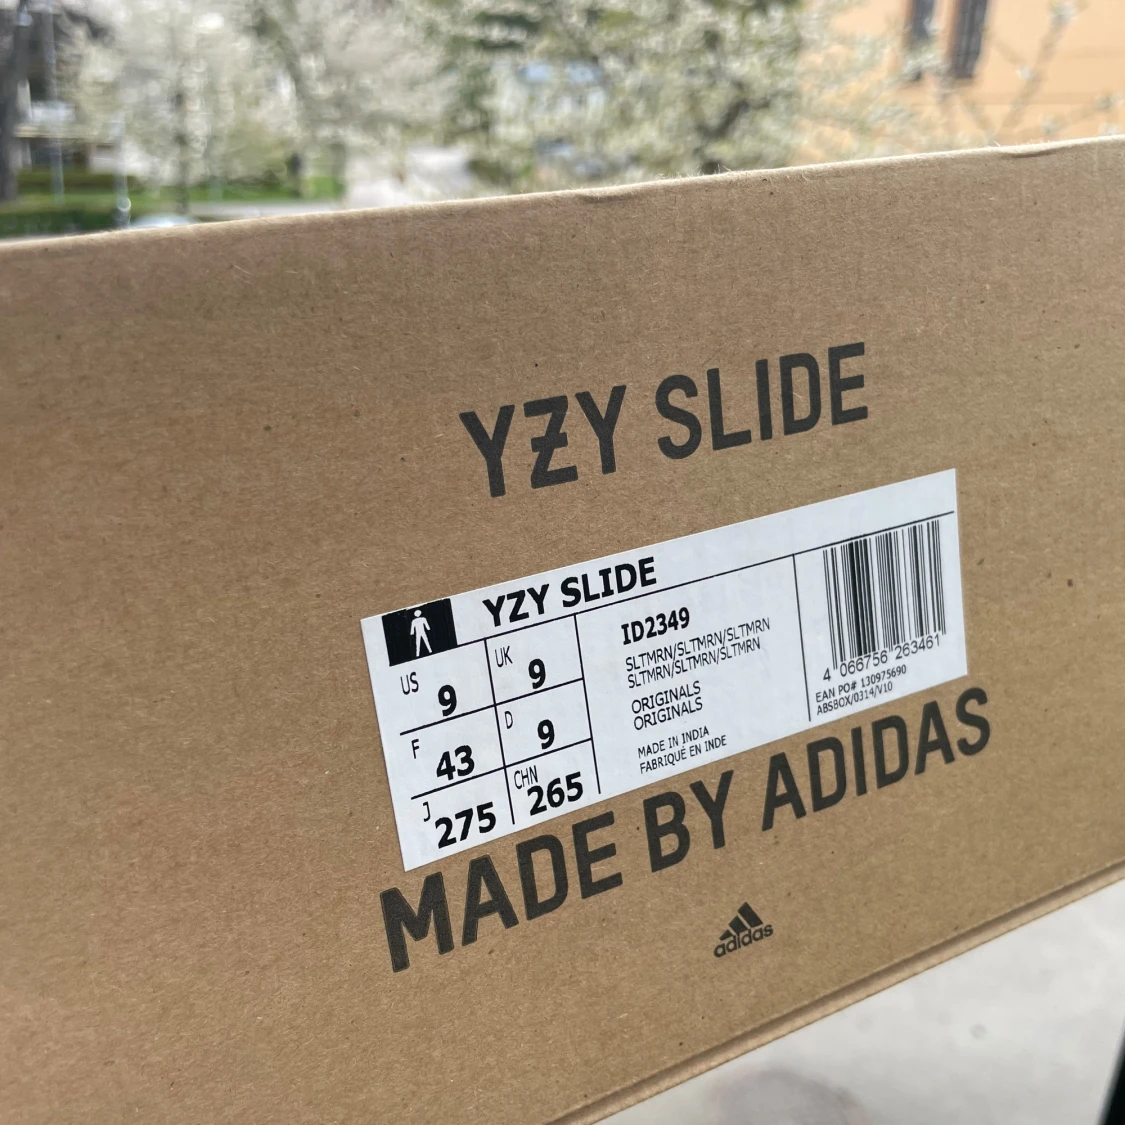 YZY SLIDE
YZY SLIDE
US 9
UK 9
F 43
D 9
J 275
CHN 265
ID2349
SLTMRN/SLTMRN/SLTMRN
SLTMRN/SLTMRN/SLTMRN
ORIGINALS
ORIGINALS
MADE IN INDIA
FABRIQUÉ EN INDE
4 066756 263461
EAN PO# 130975690
ABSBOX/0314/V10
MADE BY ADIDAS
adidas